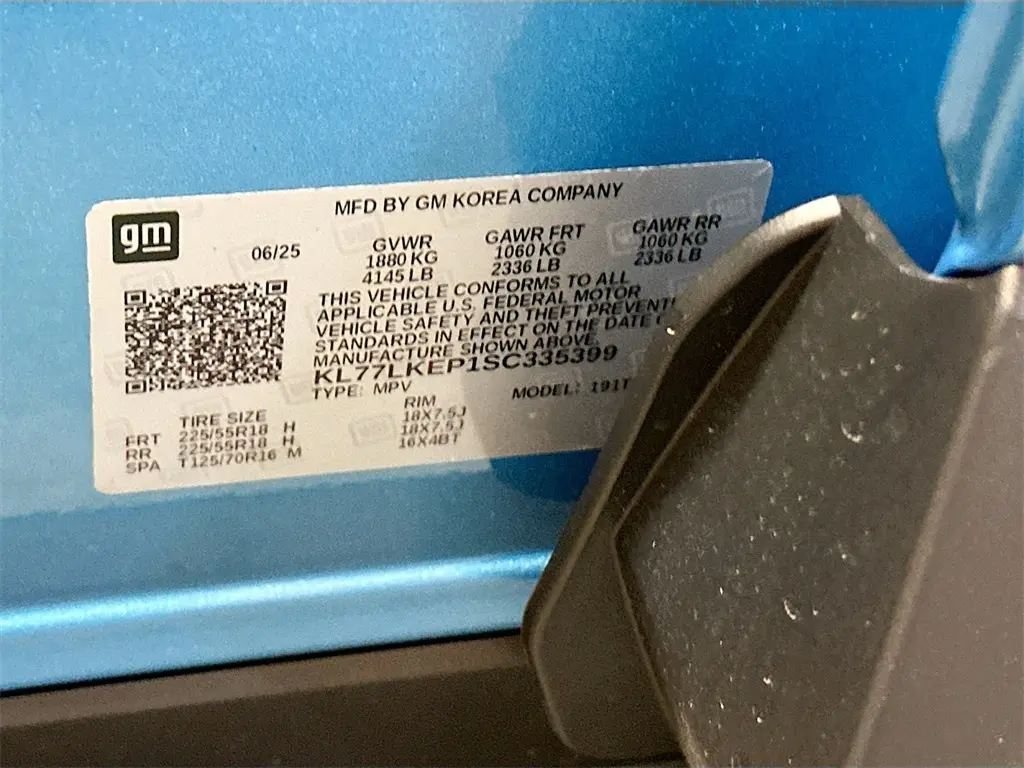 MFD BY GM KOREA COMPANY
gm
06/25
GVWR GAWR FRT GAWR RR
1880 KG 1060 KG 1060 KG
4145 LB 2336 LB 2336 LB
THIS VEHICLE CONFORMS TO ALL
APPLICABLE U.S. FEDERAL MOTOR
VEHICLE SAFETY AND THEFT PREVENTI
STANDARDS IN EFFECT ON THE DATE
MANUFACTURE SHOWN ABOVE.
KL77LKEP1SC335399
TYPE: MPV MODEL: 191T
TIRE SIZE RIM
FRT 225/55R18 H 18X7.5J
RR 225/55R18 H 18X7.5J
SPA T125/70R16 M 16X4BT